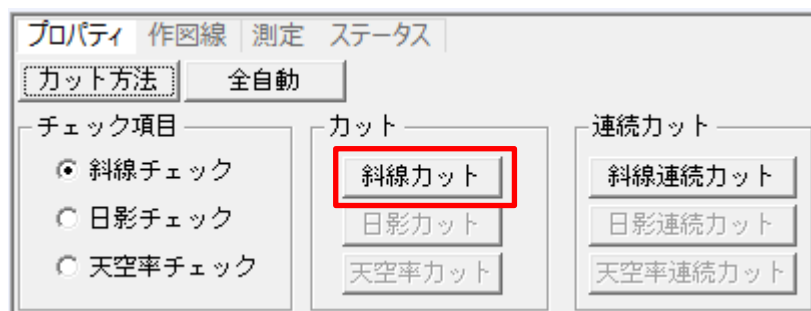 プロパティ 作図線 測定 ステータス
カット方法 全自動
チェック項目 カット 連続カット
斜線チェック 斜線カット 斜線連続カット
日影チェック 日影カット 日影連続カット
天空率チェック 天空率カット 天空率連続カット